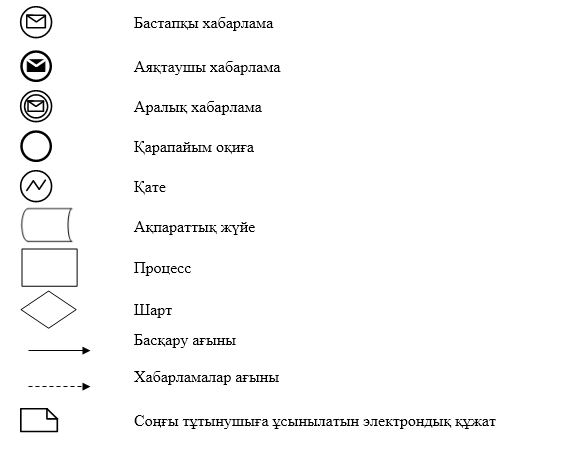 Бастапқы хабарлама
Аяқтаушы хабарлама
Аралық хабарлама
Қарапайым оқиға
Қате
Ақпараттық жүйе
Процесс
Шарт
Басқару ағыны
Хабарламалар ағыны
Соңғы тұтынушыға ұсынылатын электрондық құжат